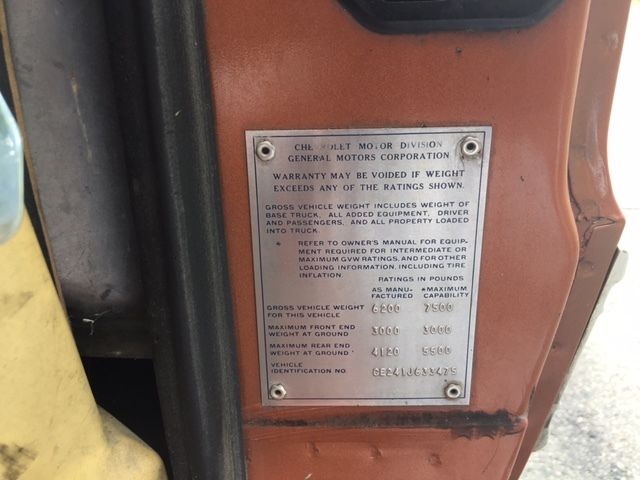 CHEVROLET MOTOR DIVISION
GENERAL MOTORS CORPORATION
WARRANTY MAY BE VOIDED IF WEIGHT
EXCEEDS ANY OF THE RATINGS SHOWN.
GROSS VEHICLE WEIGHT INCLUDES WEIGHT OF
BASE TRUCK, ALL ADDED EQUIPMENT, DRIVER
AND PASSENGERS, AND ALL PROPERTY LOADED
INTO TRUCK.
* REFER TO OWNER'S MANUAL FOR EQUIP-
MENT REQUIRED FOR INTERMEDIATE OR
MAXIMUM GVW RATINGS, AND FOR OTHER
LOADING INFORMATION, INCLUDING TIRE
INFLATION.
RATINGS IN POUNDS
AS MANU- *MAXIMUM
FACTURED CAPABILITY
GROSS VEHICLE WEIGHT
FOR THIS VEHICLE 6200 7500
MAXIMUM FRONT END
WEIGHT AT GROUND 3000 3000
MAXIMUM REAR END
WEIGHT AT GROUND 4120 5500
VEHICLE
IDENTIFICATION NO. CE241J633475